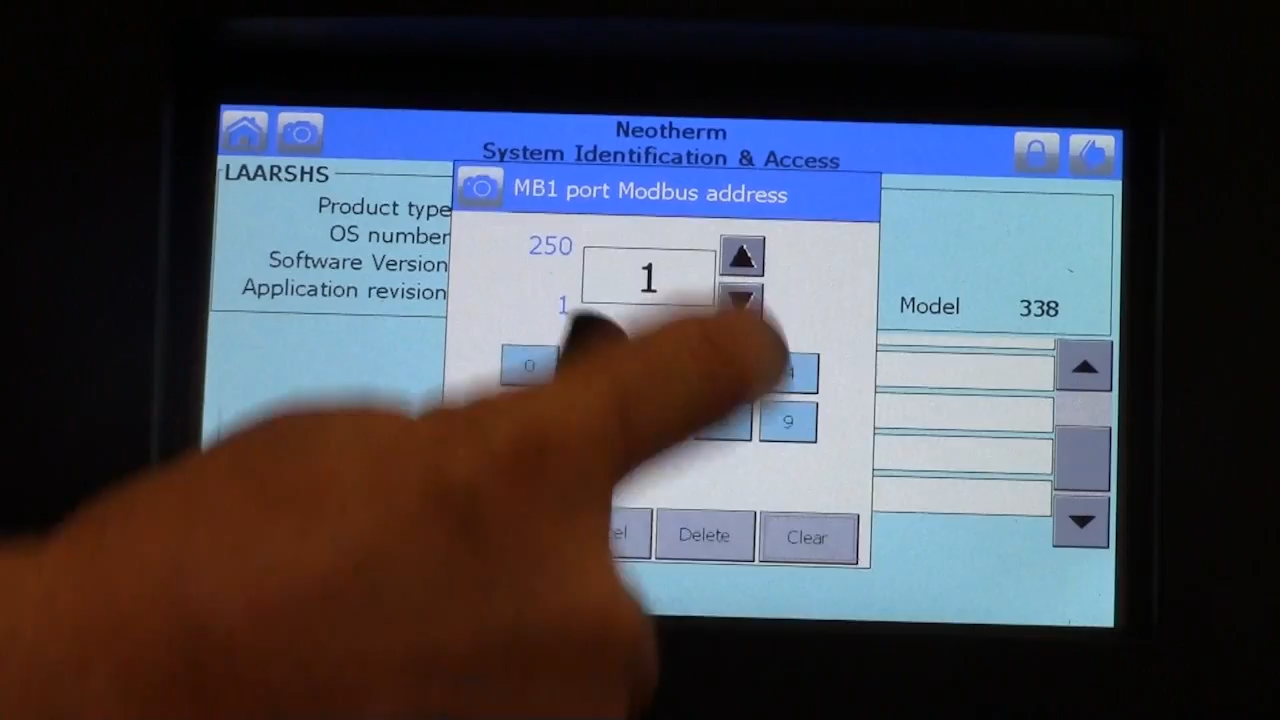 Neotherm
System Identification & Access
LAARSHS
Product type
OS number
Software Version
Application revision
MB1 port Modbus address
250
1
1
Model 338
0
4
9
Delete
Clear